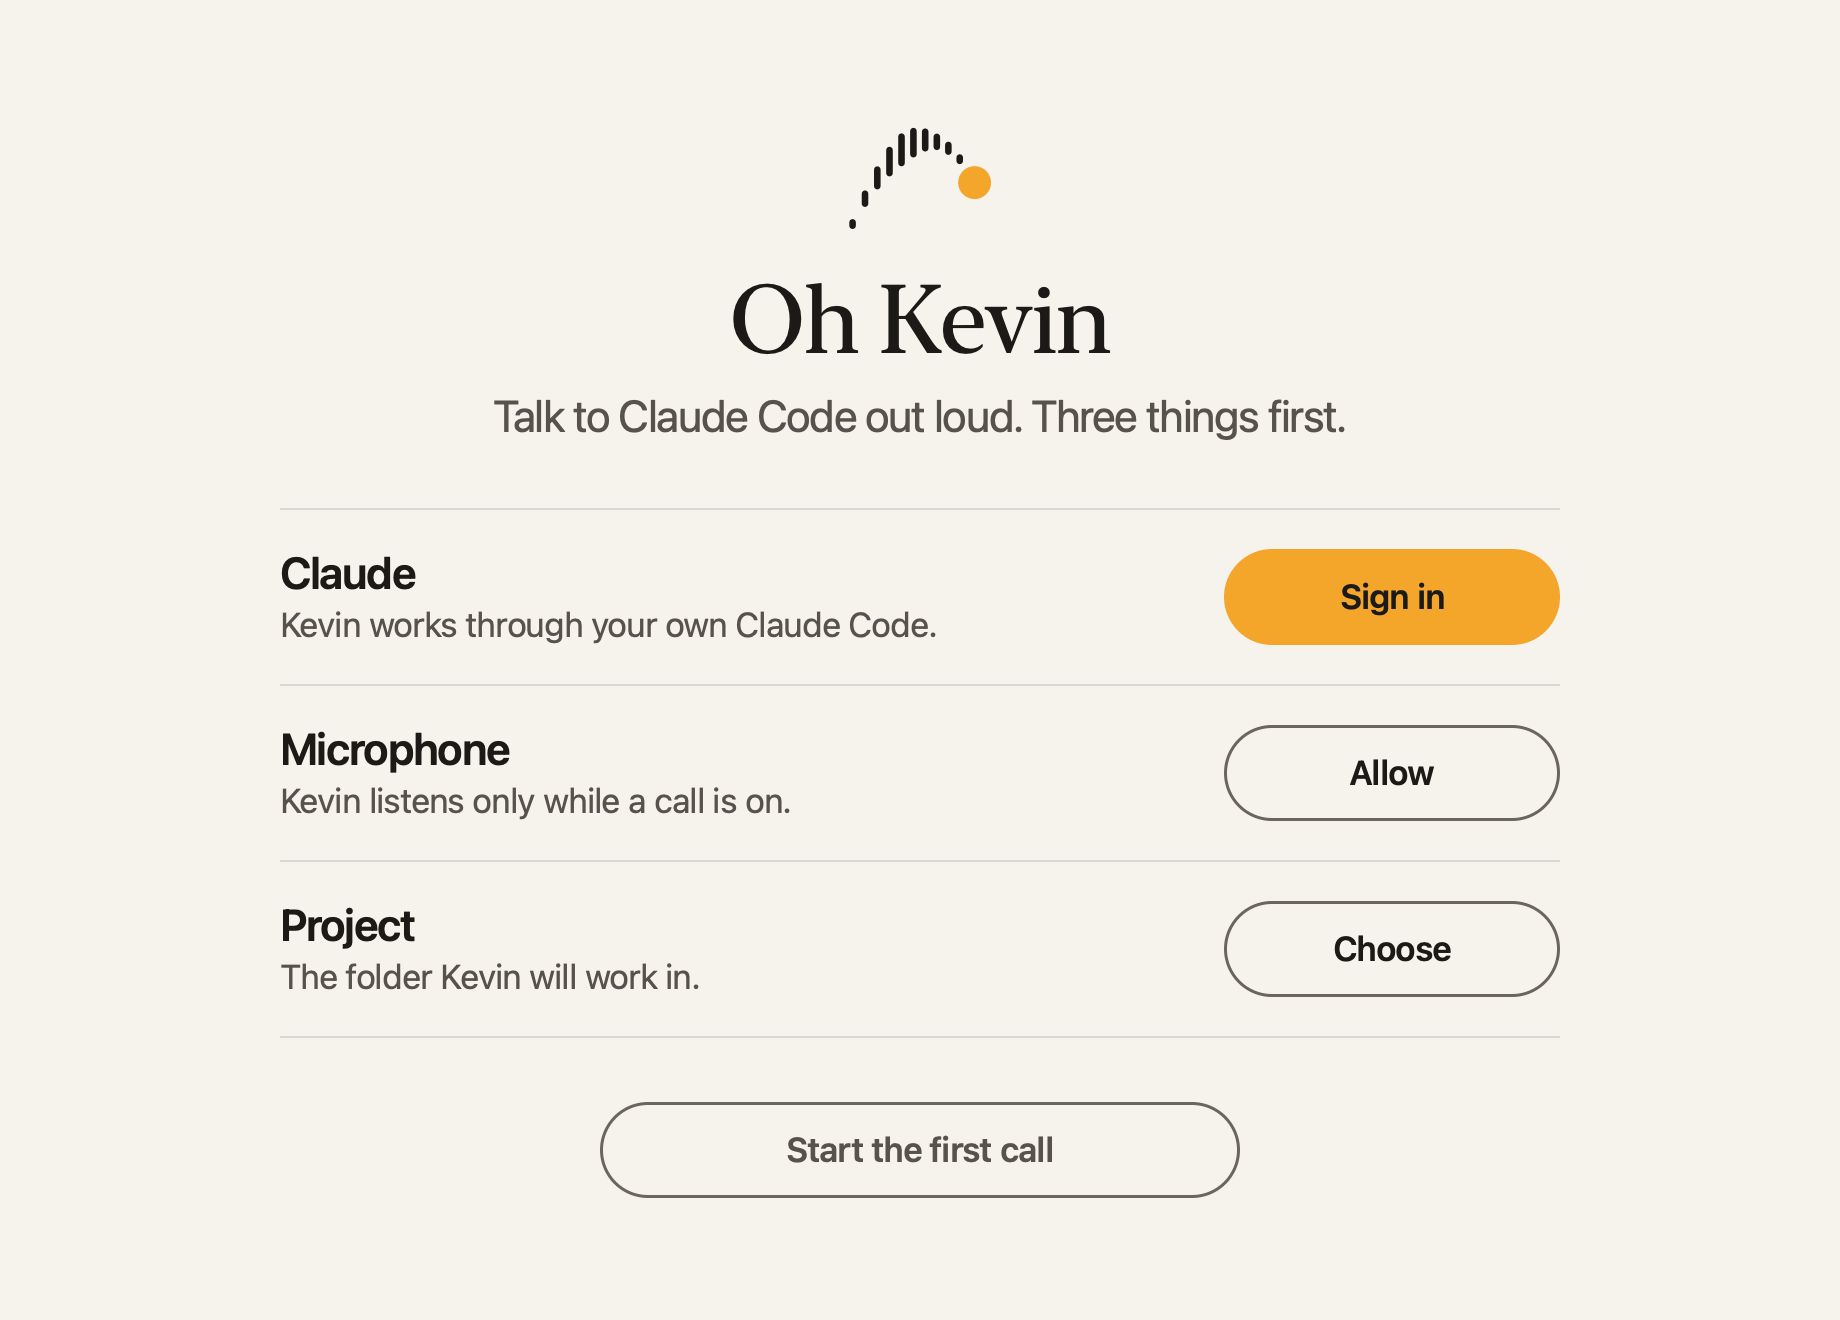 Oh Kevin
Talk to Claude Code out loud. Three things first.
Claude
Kevin works through your own Claude Code.
Sign in
Microphone
Kevin listens only while a call is on.
Allow
Project
The folder Kevin will work in.
Choose
Start the first call